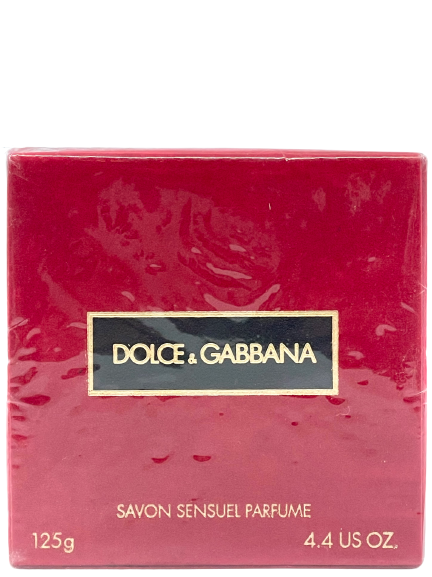 DOLCE & GABBANA
SAVON SENSUEL PARFUME
125g
4.4 US OZ.